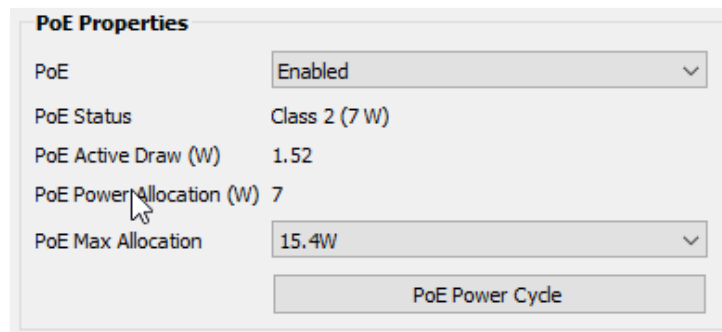 PoE Properties
PoE Enabled
PoE Status Class 2 (7 W)
PoE Active Draw (W) 1.52
PoE Power Allocation (W) 7
PoE Max Allocation 15.4W
PoE Power Cycle